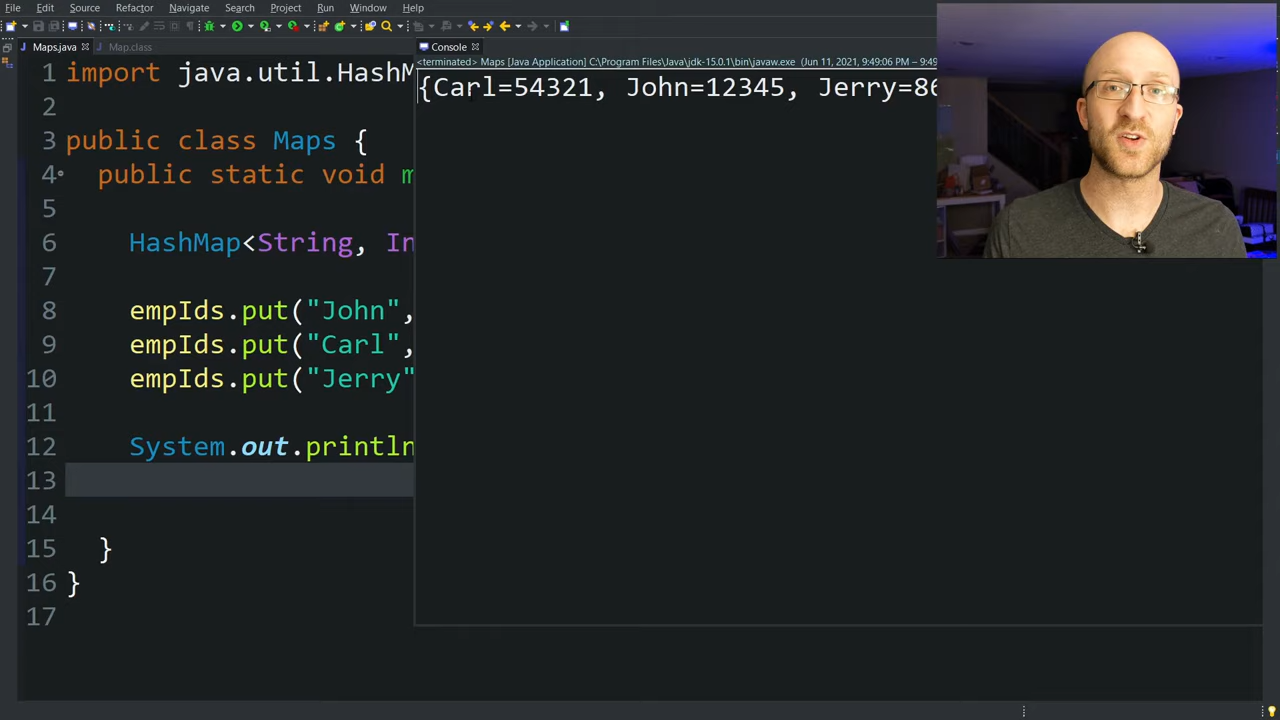 File Edit Source Refactor Navigate Search Project Run Window Help
Maps.java Map.class
Console
<terminated> Maps [Java Application] C:\Program Files\Java\jdk-15.0.1\bin\javaw.exe (Jun 11, 2021, 9:49:06 PM – 9:49
{Carl=54321, John=12345, Jerry=86
1 import java.util.HashM
2
3 public class Maps {
4 public static void m
5
6 HashMap<String, In
7
8 empIds.put("John",
9 empIds.put("Carl",
10 empIds.put("Jerry"
11
12 System.out.println
13
14
15 }
16 }
17